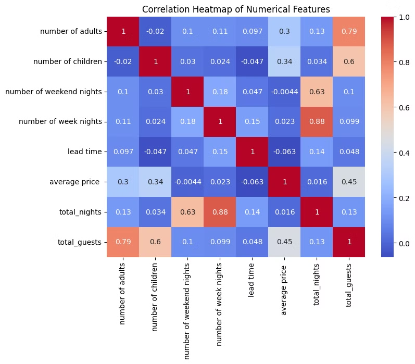 Correlation Heatmap of Numerical Features
number of adults 1 -0.02 0.1 0.11 0.097 0.3 0.13 0.79
number of children -0.02 1 0.03 0.024 -0.047 0.34 0.034 0.6
number of weekend nights 0.1 0.03 1 0.18 0.047 -0.0044 0.63 0.1
number of week nights 0.11 0.024 0.18 1 0.15 0.023 0.88 0.099
lead time 0.097 -0.047 0.047 0.15 1 -0.063 0.14 0.048
average price 0.3 0.34 -0.0044 0.023 -0.063 1 0.016 0.45
total_nights 0.13 0.034 0.63 0.88 0.14 0.016 1 0.13
total_guests 0.79 0.6 0.1 0.099 0.048 0.45 0.13 1
number of adults
number of children
number of weekend nights
number of week nights
lead time
average price
total_nights
total_guests
1.0
0.8
0.6
0.4
0.2
0.0